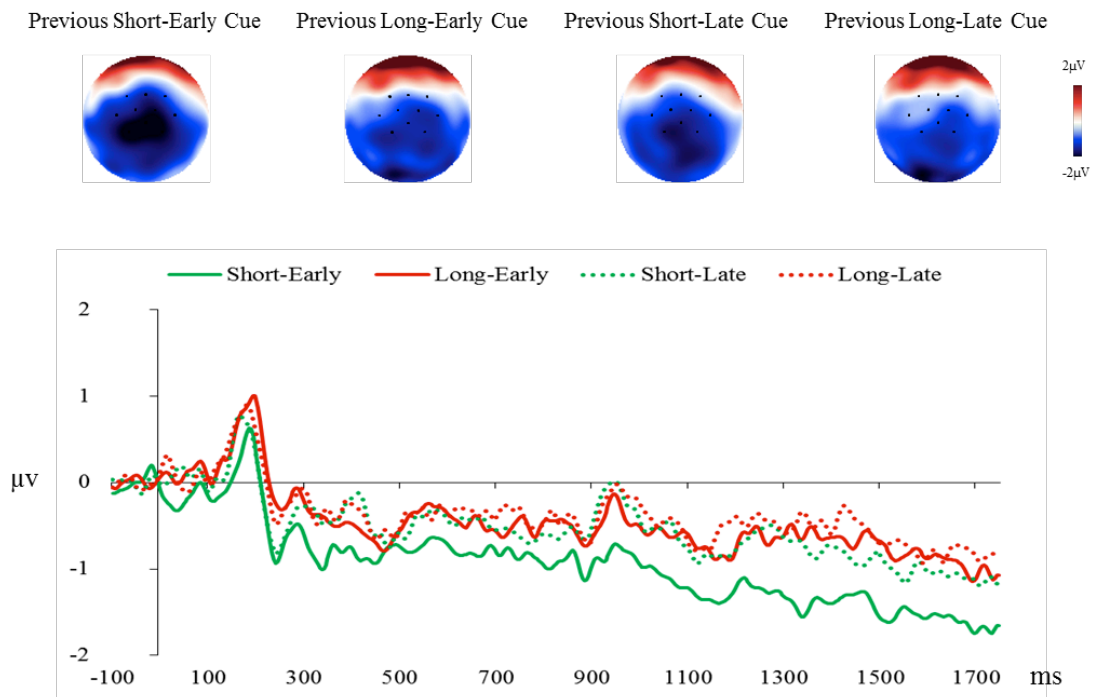 Previous Short-Early Cue Previous Long-Early Cue Previous Short-Late Cue Previous Long-Late Cue
2μV
-2μV
Short-Early Long-Early Short-Late Long-Late
2
1
μv
0
-1
-2
-100 100 300 500 700 900 1100 1300 1500 1700 ms